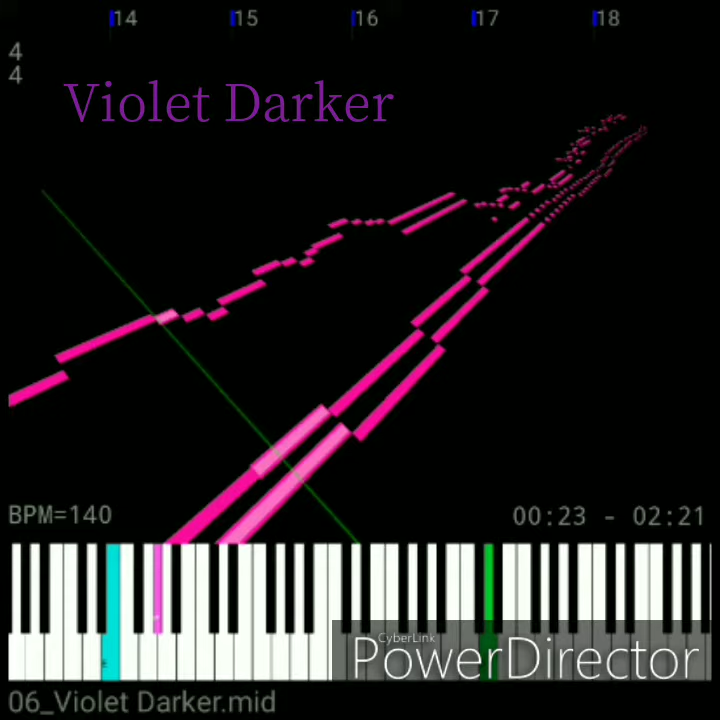 14 15 16 17 18
4
4
Violet Darker
BPM=140 00:23 - 02:21
CyberLink
PowerDirector
06_Violet Darker.mid